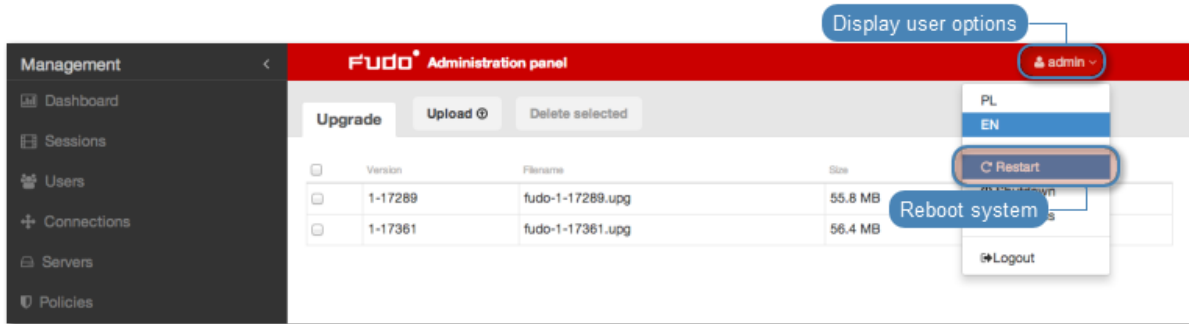 Display user options
Management
FUDO Administration panel
admin
Dashboard
PL
Upgrade
Upload
Delete selected
EN
Sessions
Version
Filename
Size
Restart
Users
1-17289
fudo-1-17289.upg
55.8 MB
Reboot system
Connections
1-17361
fudo-1-17361.upg
56.4 MB
Servers
Logout
Policies